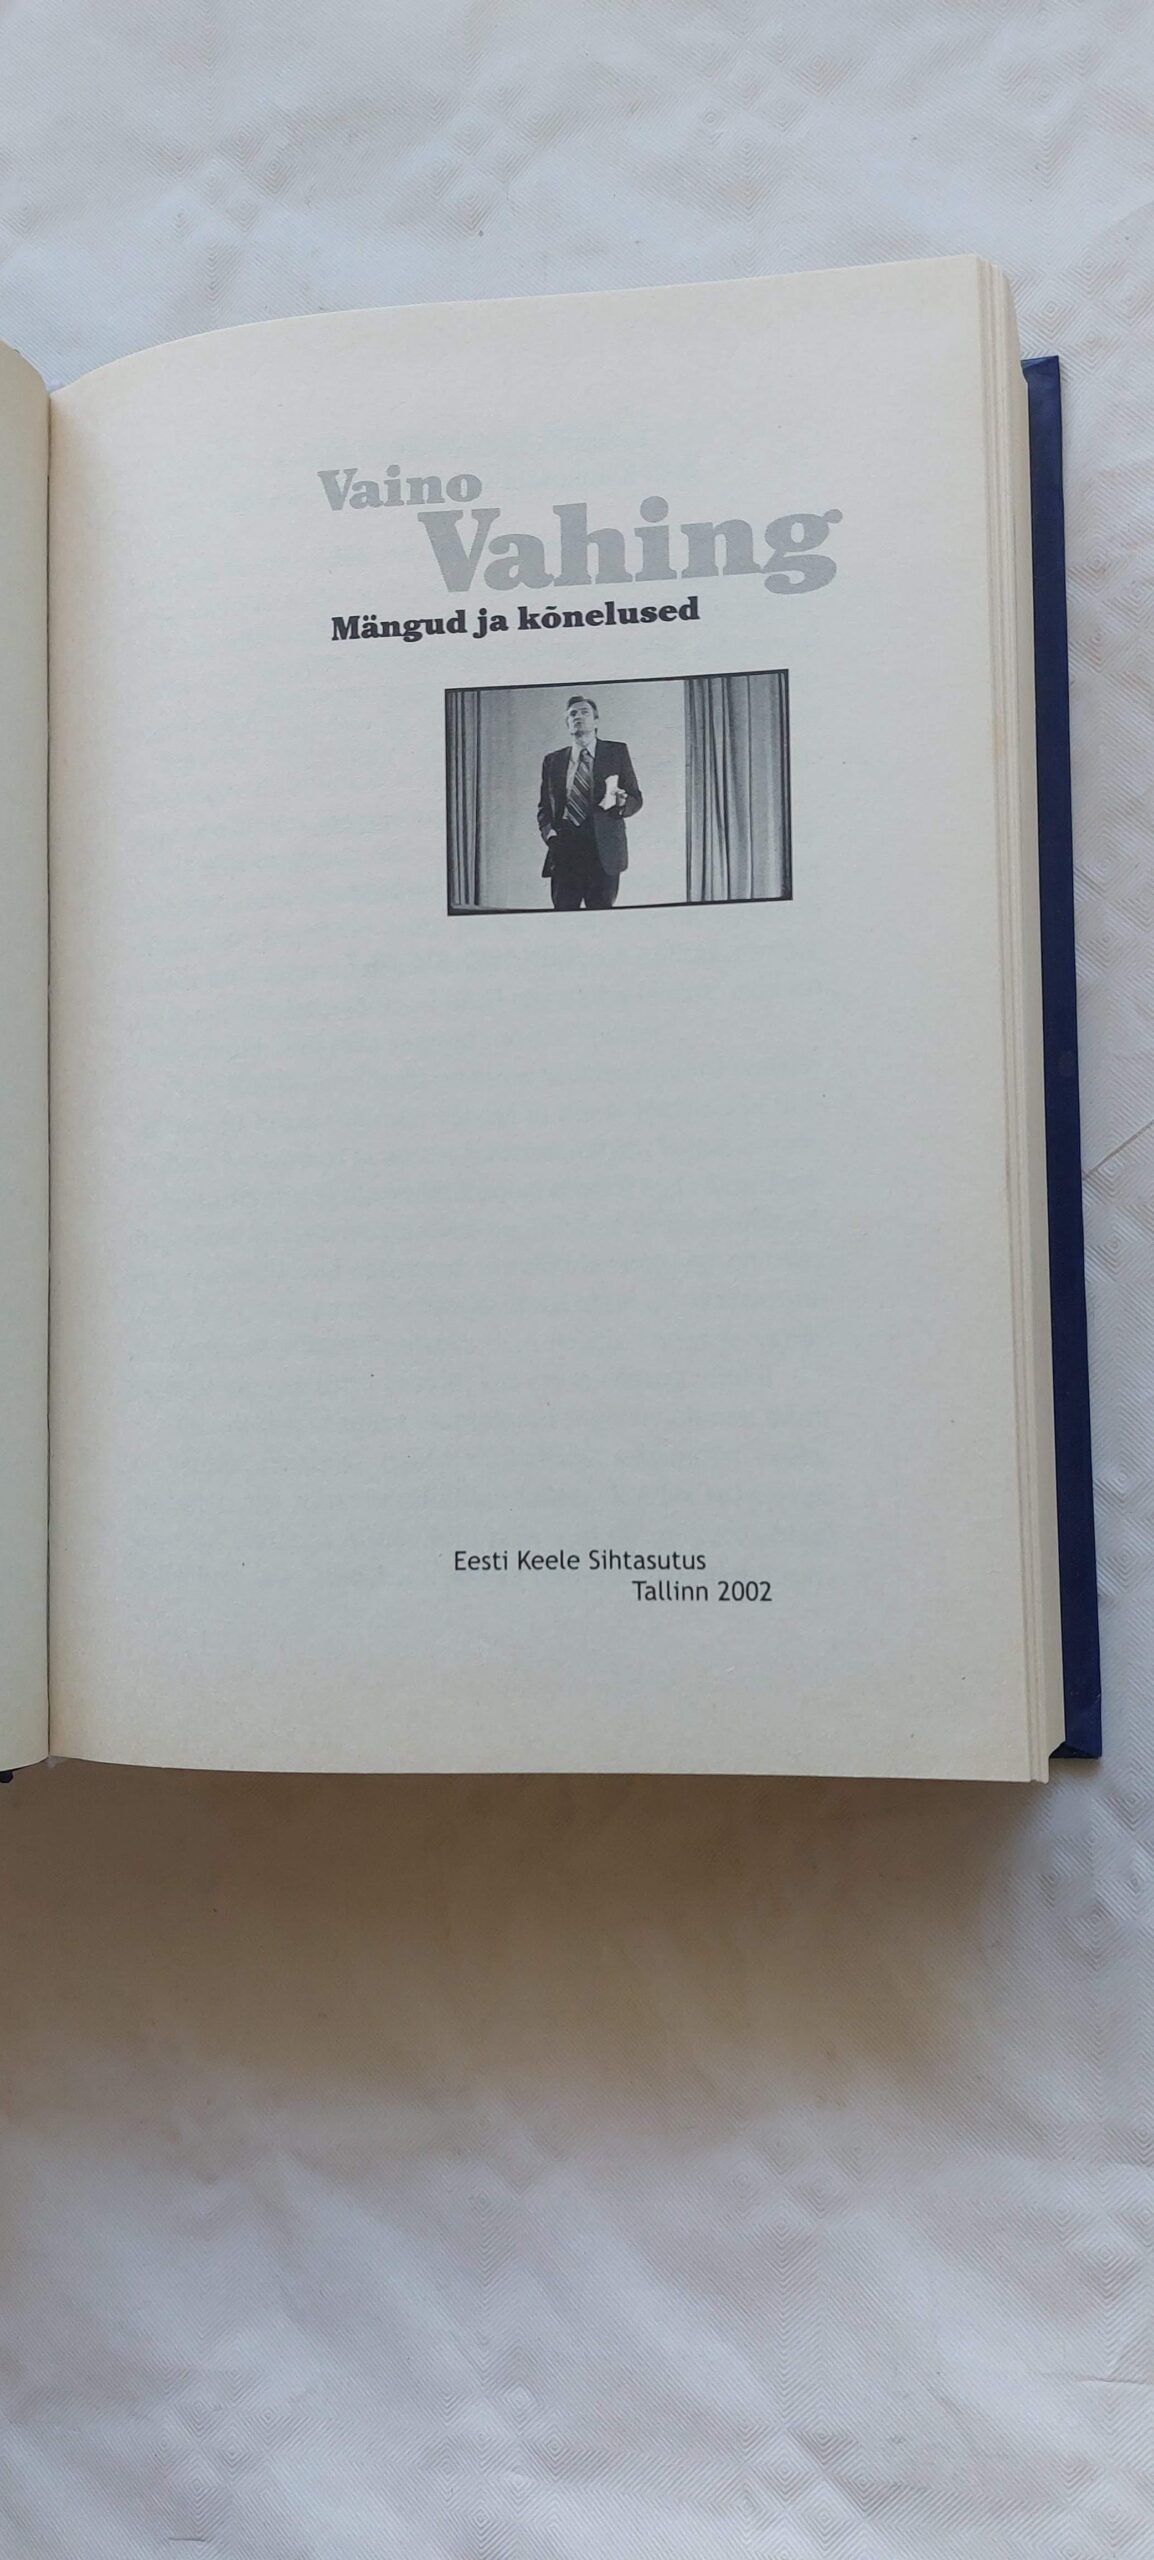 Vaino
Vahing
Mängud ja kõnelused
Eesti Keele Sihtasutus
Tallinn 2002